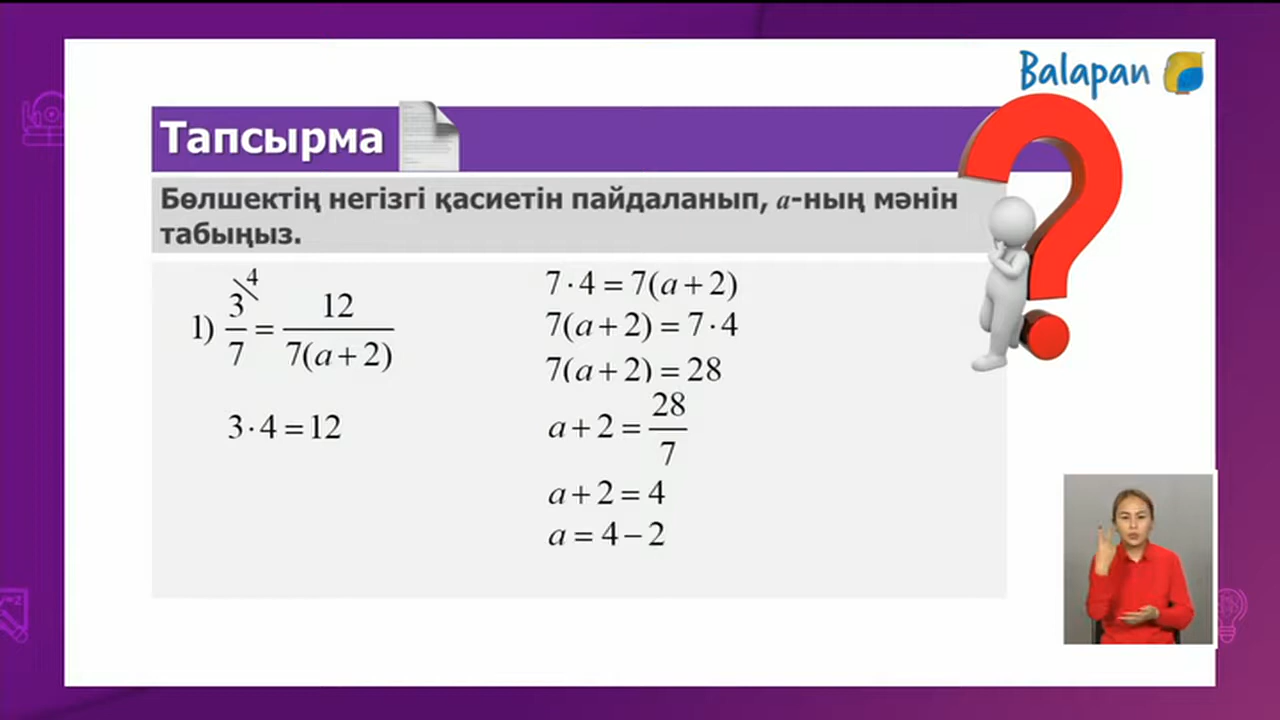 Balapan
Тапсырма
Бөлшектің негізгі қасиетін пайдаланып, a-ның мәнін
табыңыз.
1) 3/7 \4 = 12/7(a+2)
3·4=12
7·4=7(a+2)
7(a+2)=7·4
7(a+2)=28
a+2=28/7
a+2=4
a=4−2